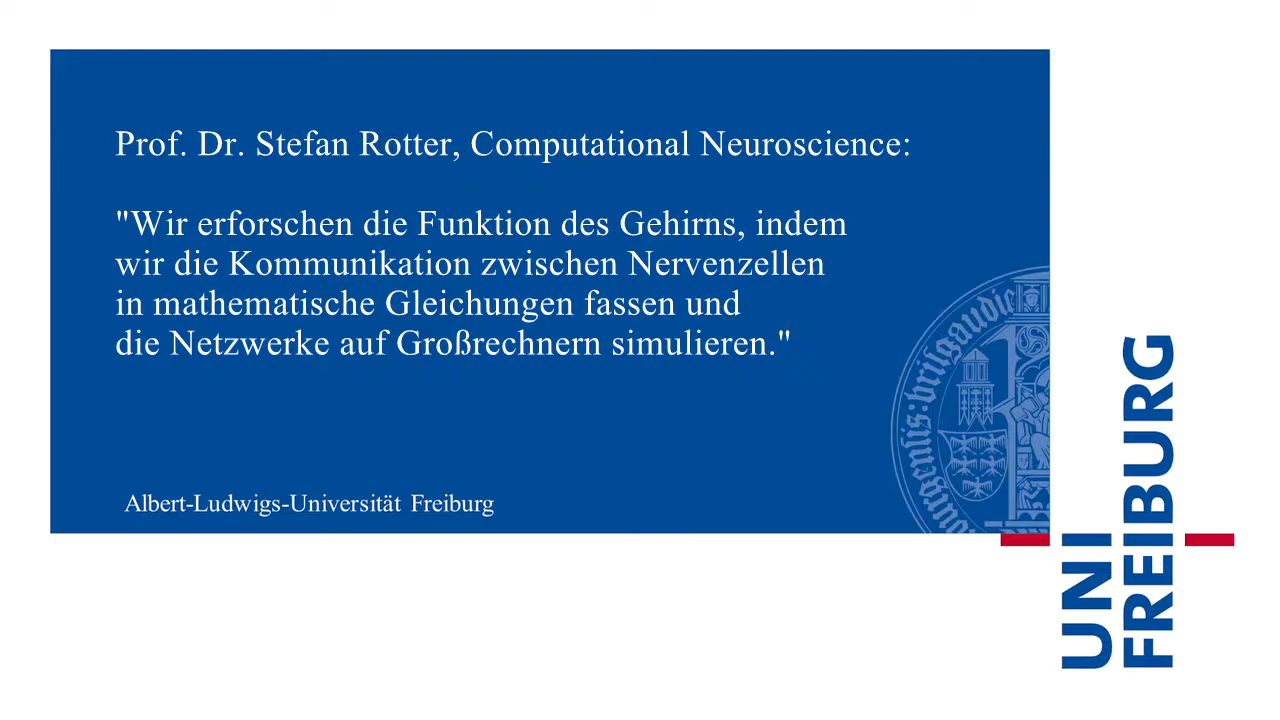 Prof. Dr. Stefan Rotter, Computational Neuroscience:
"Wir erforschen die Funktion des Gehirns, indem
wir die Kommunikation zwischen Nervenzellen
in mathematische Gleichungen fassen und
die Netzwerke auf Großrechnern simulieren."
Albert-Ludwigs-Universität Freiburg
UNI
FREIBURG